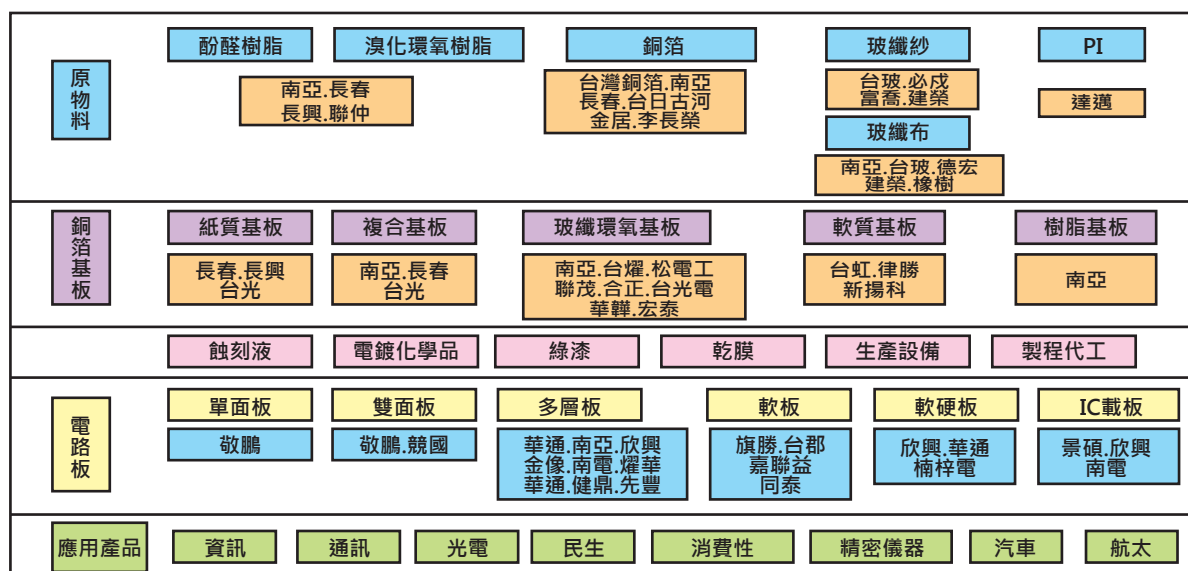 原物料
酚醛樹脂
溴化環氧樹脂
銅箔
玻纖紗
PI
南亞.長春
長興.聯仲
台灣銅箔.南亞
長春.台日古河
金居.李長榮
台玻.必成
富喬.建榮
達邁
玻纖布
南亞.台玻.德宏
建榮.橡樹
銅箔基板
紙質基板
複合基板
玻纖環氧基板
軟質基板
樹脂基板
長春.長興
台光
南亞.長春
台光
南亞.台燿.松電工
聯茂.合正.台光電
華韡.宏泰
台虹.律勝
新揚科
南亞
蝕刻液
電鍍化學品
綠漆
乾膜
生產設備
製程代工
電路板
單面板
雙面板
多層板
軟板
軟硬板
IC載板
敬鵬
敬鵬.競國
華通.南亞.欣興
金像.南電.燿華
華通.健鼎.先豐
旗勝.台郡
嘉聯益
同泰
欣興.華通
楠梓電
景碩.欣興
南電
應用產品
資訊
通訊
光電
民生
消費性
精密儀器
汽車
航太